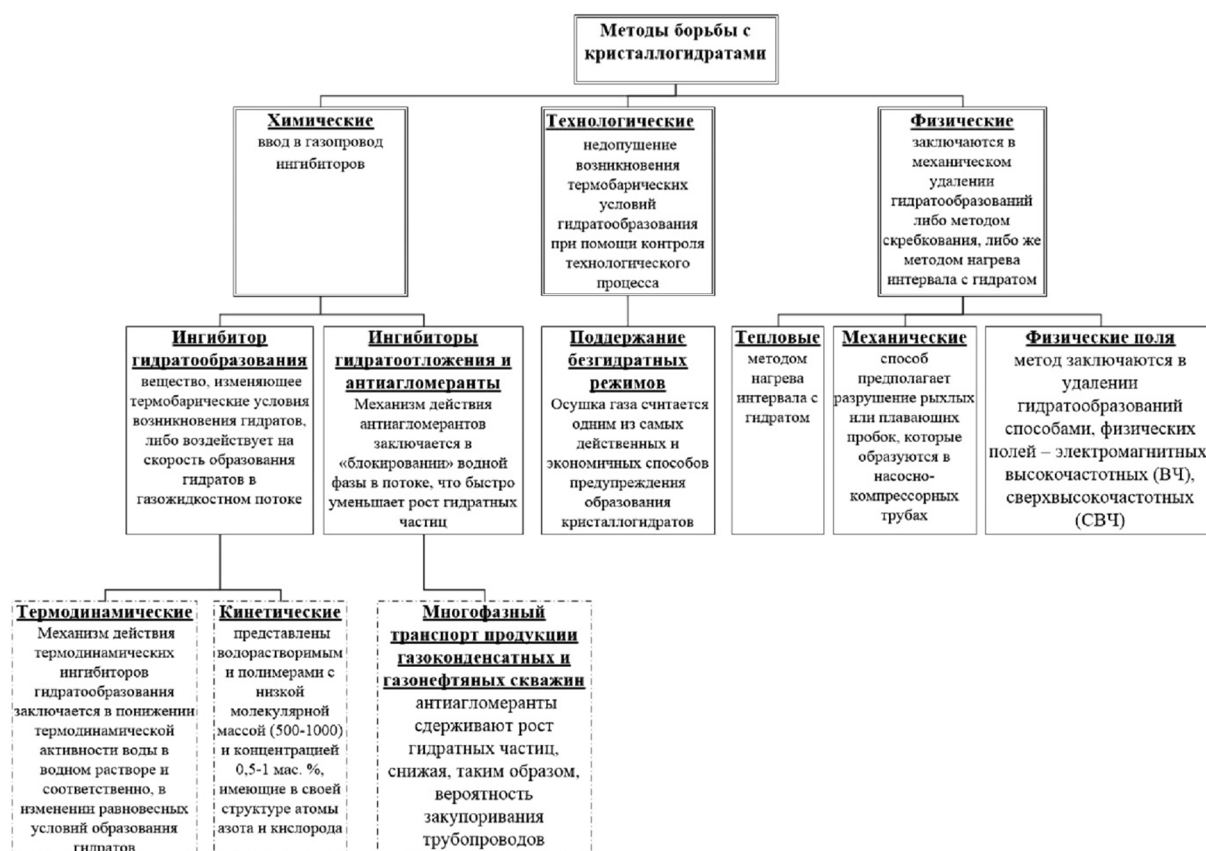 Методы борьбы с
кристаллогидратами
Химические
ввод в газопровод
ингибиторов
Технологические
недопушение
возникновения
термобарических
условий
гидратообразования
при помощи контроля
технологического
процесса
Физические
заключаются в
механическом
удалении
гидратообразований
либо методом
скребкования, либо же
методом нагрева
интервала с гидратом
Ингибитор
гидратообразования
вещество, изменяющее
термобарические условия
возникновения гидратов,
либо воздействует на
скорость образования
гидратов в
газожидкостном потоке
Ингибиторы
гидратоотложения и
антиагломеранты
Механизм действия
антиагломерантов
заключается в
«блокировании» водной
фазы в потоке, что быстро
уменьшает рост гидратных
частиц
Поддержание
безгидратных
режимов
Осушка газа считается
одним из самых
действенных и
экономичных способов
предупреждения
образования
кристаллогидратов
Тепловые
методом
нагрева
интервала с
гидратом
Механические
способ
предполагает
разрушение рыхлых
или плавающих
пробок, которые
образуются в
насосно-
компрессорных
трубах
Физические поля
метод заключаются в
удалении
гидратообразований
способами, физических
полей – электромагнитных
высокочастотных (ВЧ),
сверхвысокочастотных
(СВЧ)
Термодинамические
Механизм действия
термодинамических
ингибиторов
гидратообразования
заключается в понижении
термодинамической
активности воды в
водном растворе и
соответственно, в
изменении равновесных
условий образования
гидратов
Кинетические
представлены
водорастворимым
и полимерами с
низкой
молекулярной
массой (500-1000)
и концентрацией
0,5-1 мас. %,
имеющие в своей
структуре атомы
азота и кислорода
Многофазный
транспорт продукции
газоконденсатных и
газонефтяных скважин
антиагломеранты
сдерживают рост
гидратных частиц,
снижая, таким образом,
вероятность
закупоривания
трубопроводов